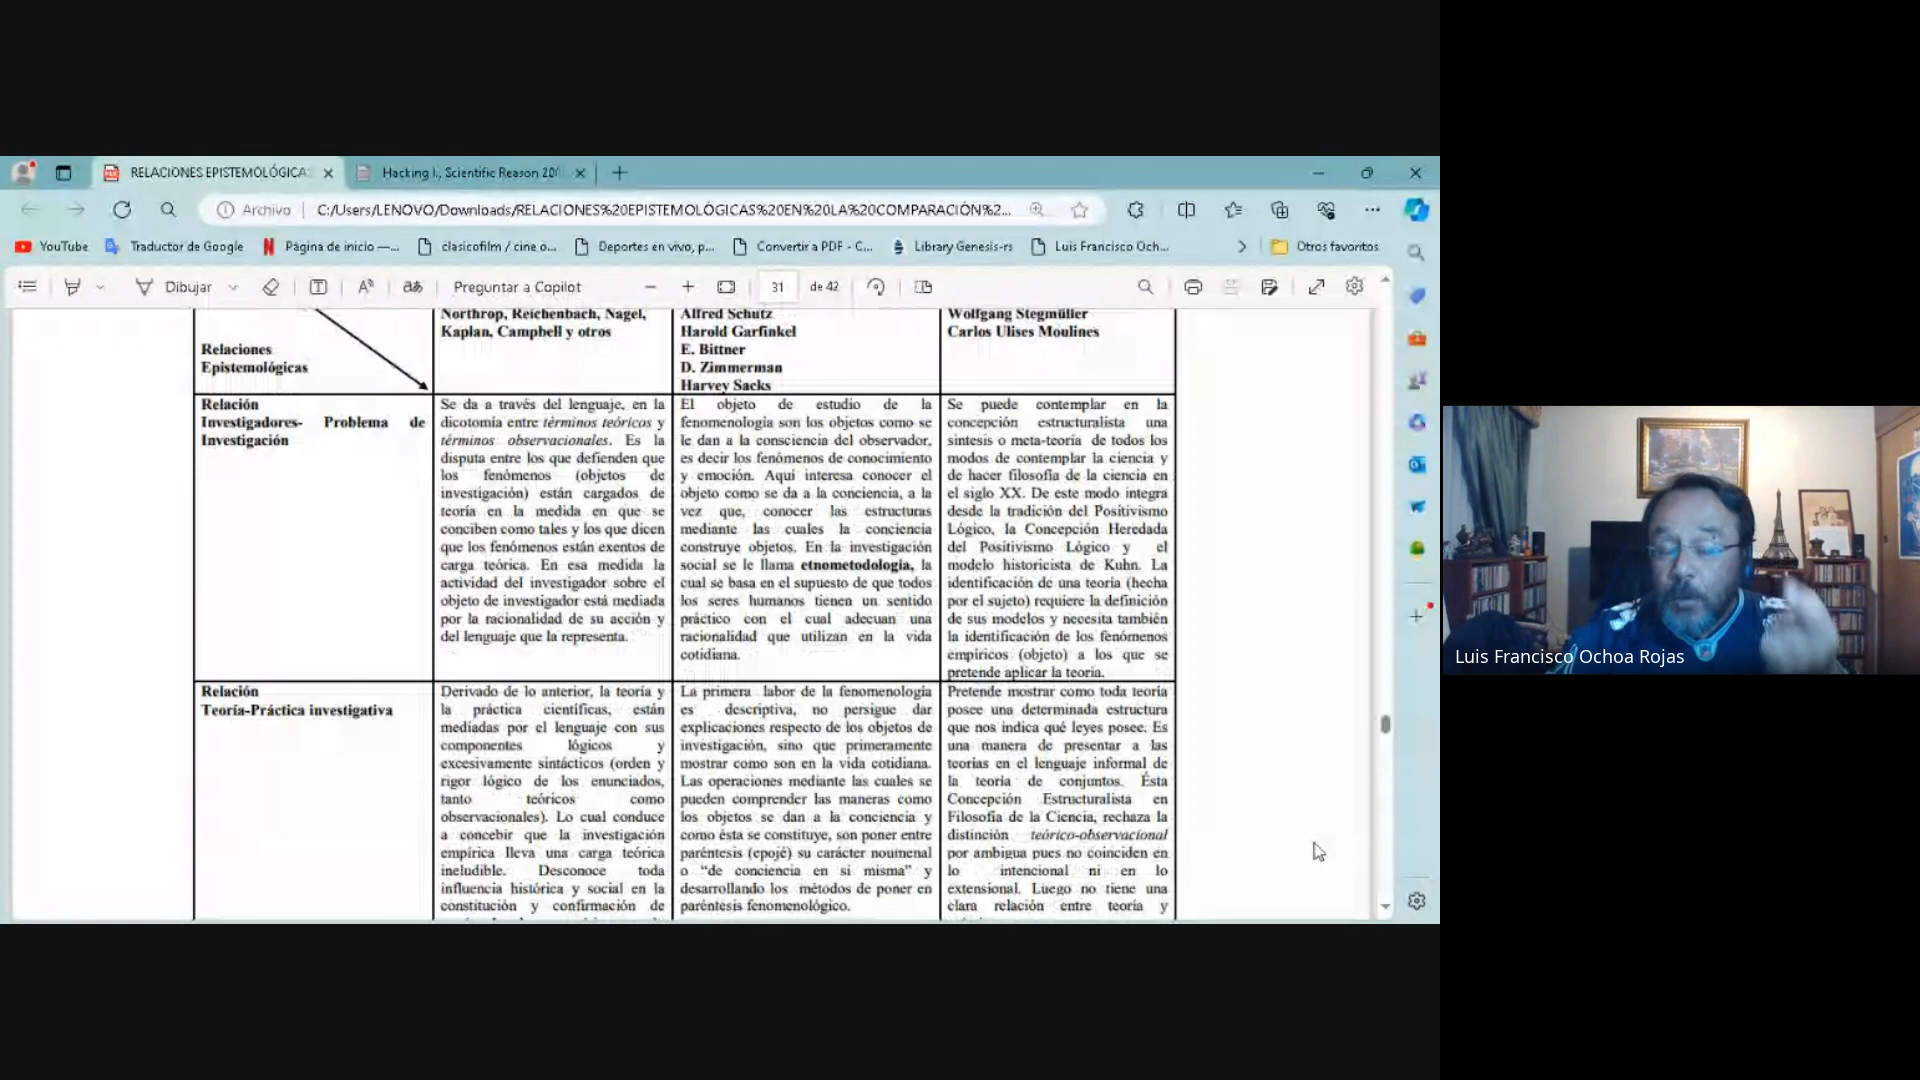 RELACIONES EPISTEMOLÓGICA
Hacking I., Scientific Reason 20
Archivo
C:/Users/LENOVO/Downloads/RELACIONES%20EPISTEMOLÓGICAS%20EN%20LA%20COMPARACIÓN%2...
YouTube
Traductor de Google
Página de inicio —...
clasicofilm / cine o...
Deportes en vivo, p...
Convertir a PDF - C...
Library Genesis-rs
Luis Francisco Och...
Otros favoritos
Dibujar
Preguntar a Copilot
31
de 42
Relaciones
Epistemológicas
Northrop, Reichenbach, Nagel,
Kaplan, Campbell y otros
Alfred Schutz
Harold Garfinkel
E. Bittner
D. Zimmerman
Harvey Sacks
Wolfgang Stegmüller
Carlos Ulises Moulines
Relación
Investigadores- Problema de
Investigación
Se da a través del lenguaje, en la
dicotomía entre términos teóricos y
términos observacionales. Es la
disputa entre los que defienden que
los fenómenos (objetos de
investigación) están cargados de
teoría en la medida en que se
conciben como tales y los que dicen
que los fenómenos están exentos de
carga teórica. En esa medida la
actividad del investigador sobre el
objeto de investigador está mediada
por la racionalidad de su acción y
del lenguaje que la representa.
El objeto de estudio de la
fenomenología son los objetos como se
le dan a la consciencia del observador,
es decir los fenómenos de conocimiento
y emoción. Aquí interesa conocer el
objeto como se da a la conciencia, a la
vez que, conocer las estructuras
mediante las cuales la conciencia
construye objetos. En la investigación
social se le llama etnometodología, la
cual se basa en el supuesto de que todos
los seres humanos tienen un sentido
práctico con el cual adecuan una
racionalidad que utilizan en la vida
cotidiana.
Se puede contemplar en la
concepción estructuralista una
síntesis o meta-teoría de todos los
modos de contemplar la ciencia y
de hacer filosofía de la ciencia en
el siglo XX. De este modo integra
desde la tradición del Positivismo
Lógico, la Concepción Heredada
del Positivismo Lógico y el
modelo historicista de Kuhn. La
identificación de una teoría (hecha
por el sujeto) requiere la definición
de sus modelos y necesita también
la identificación de los fenómenos
empíricos (objeto) a los que se
pretende aplicar la teoría.
Relación
Teoría-Práctica investigativa
Derivado de lo anterior, la teoría y
la práctica científicas, están
mediadas por el lenguaje con sus
componentes lógicos y
excesivamente sintácticos (orden y
rigor lógico de los enunciados,
tanto teóricos como
observacionales). Lo cual conduce
a concebir que la investigación
empírica lleva una carga teórica
ineludible. Desconoce toda
influencia histórica y social en la
constitución y confirmación de
La primera labor de la fenomenología
es descriptiva, no persigue dar
explicaciones respecto de los objetos de
investigación, sino que primeramente
mostrar como son en la vida cotidiana.
Las operaciones mediante las cuales se
pueden comprender las maneras como
los objetos se dan a la conciencia y
como ésta se constituye, son poner entre
paréntesis (epojé) su carácter noumenal
o “de conciencia en sí misma” y
desarrollando los métodos de poner en
paréntesis fenomenológico.
Pretende mostrar como toda teoría
posee una determinada estructura
que nos indica qué leyes posee. Es
una manera de presentar a las
teorías en el lenguaje informal de
la teoría de conjuntos. Ésta
Concepción Estructuralista en
Filosofía de la Ciencia, rechaza la
distinción teórico-observacional
por ambigua pues no coinciden en
lo intencional ni en lo
extensional. Luego no tiene una
clara relación entre teoría y
Luis Francisco Ochoa Rojas